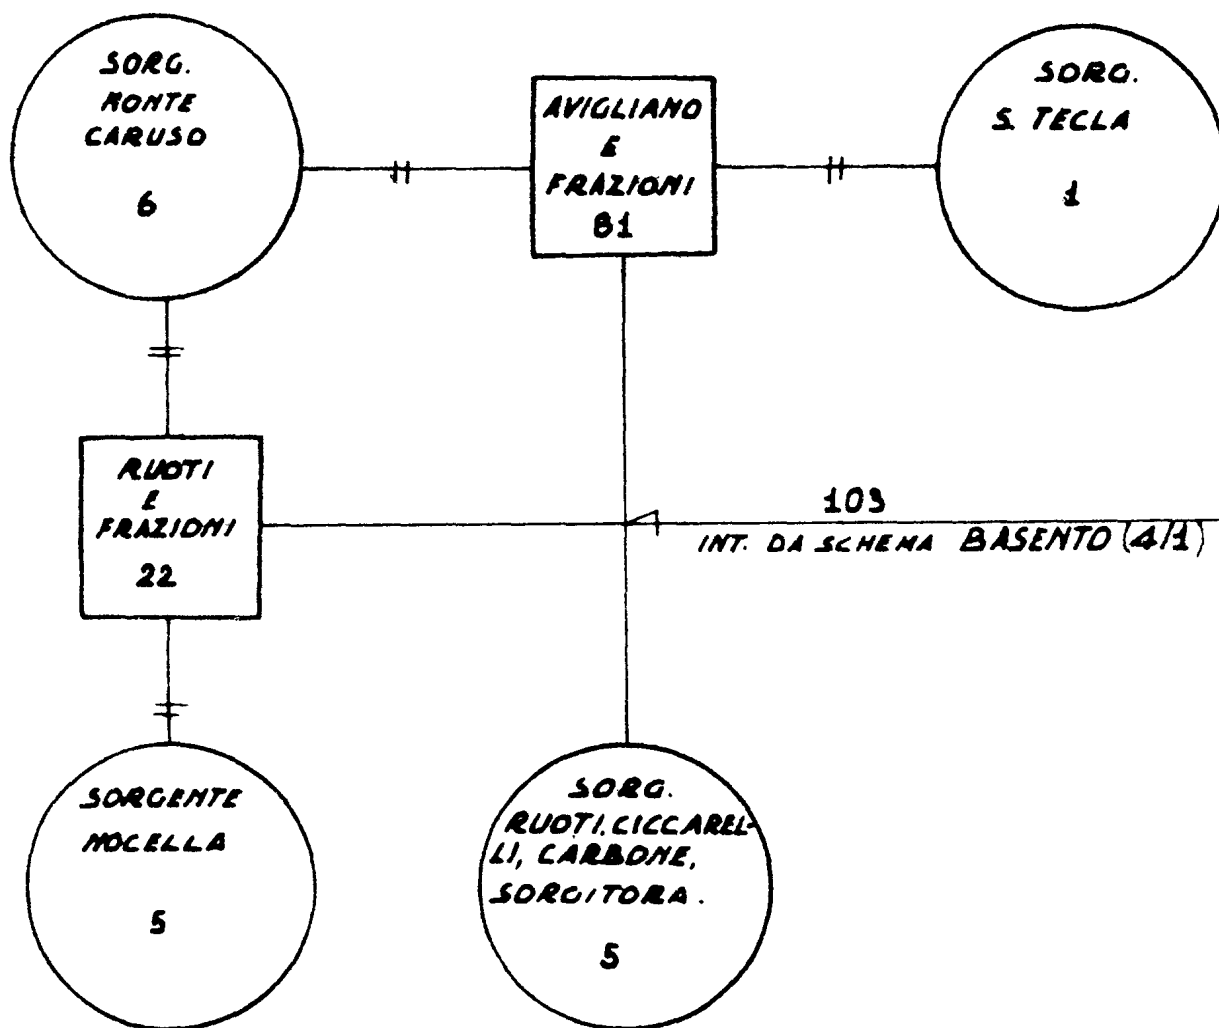 SORG.
MONTE
CARUSO
6
AVIGLIANO
E
FRAZIONI
81
SORG.
S. TECLA
1
RUOTI
E
FRAZIONI
22
103
INT. DA SCHEMA BASENTO (4/1)
SORGENTE
NOCELLA
5
SORG.
RUOTI, CICCAREL-
LI, CARBONE,
SORGITORA.
5